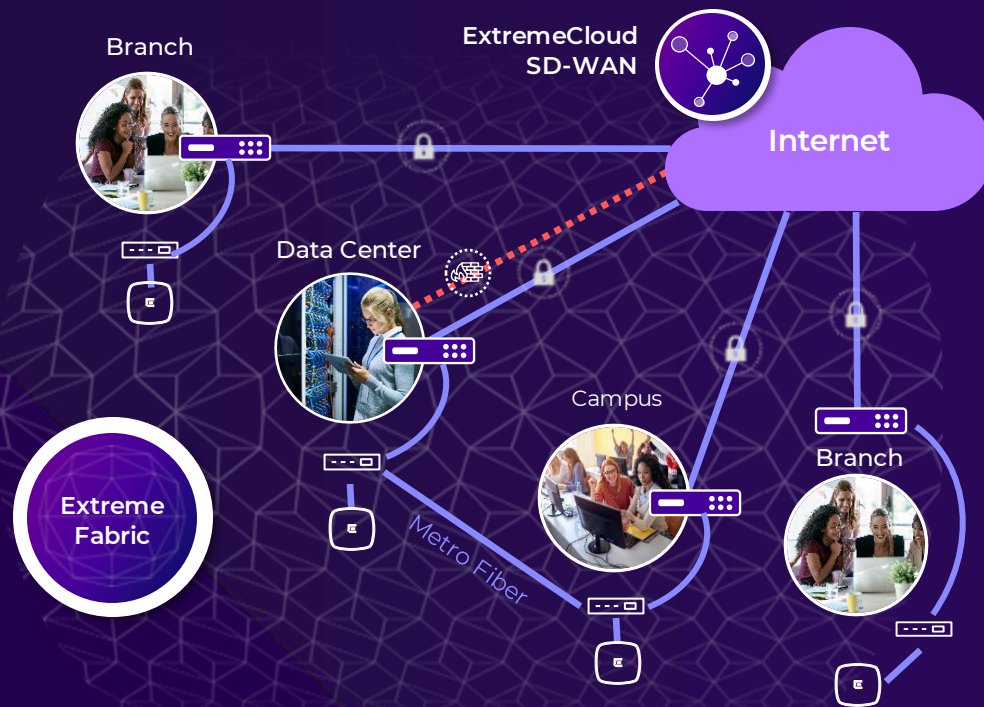 Branch
ExtremeCloud
SD-WAN
Internet
Data Center
Campus
Branch
Extreme
Fabric
Metro Fiber